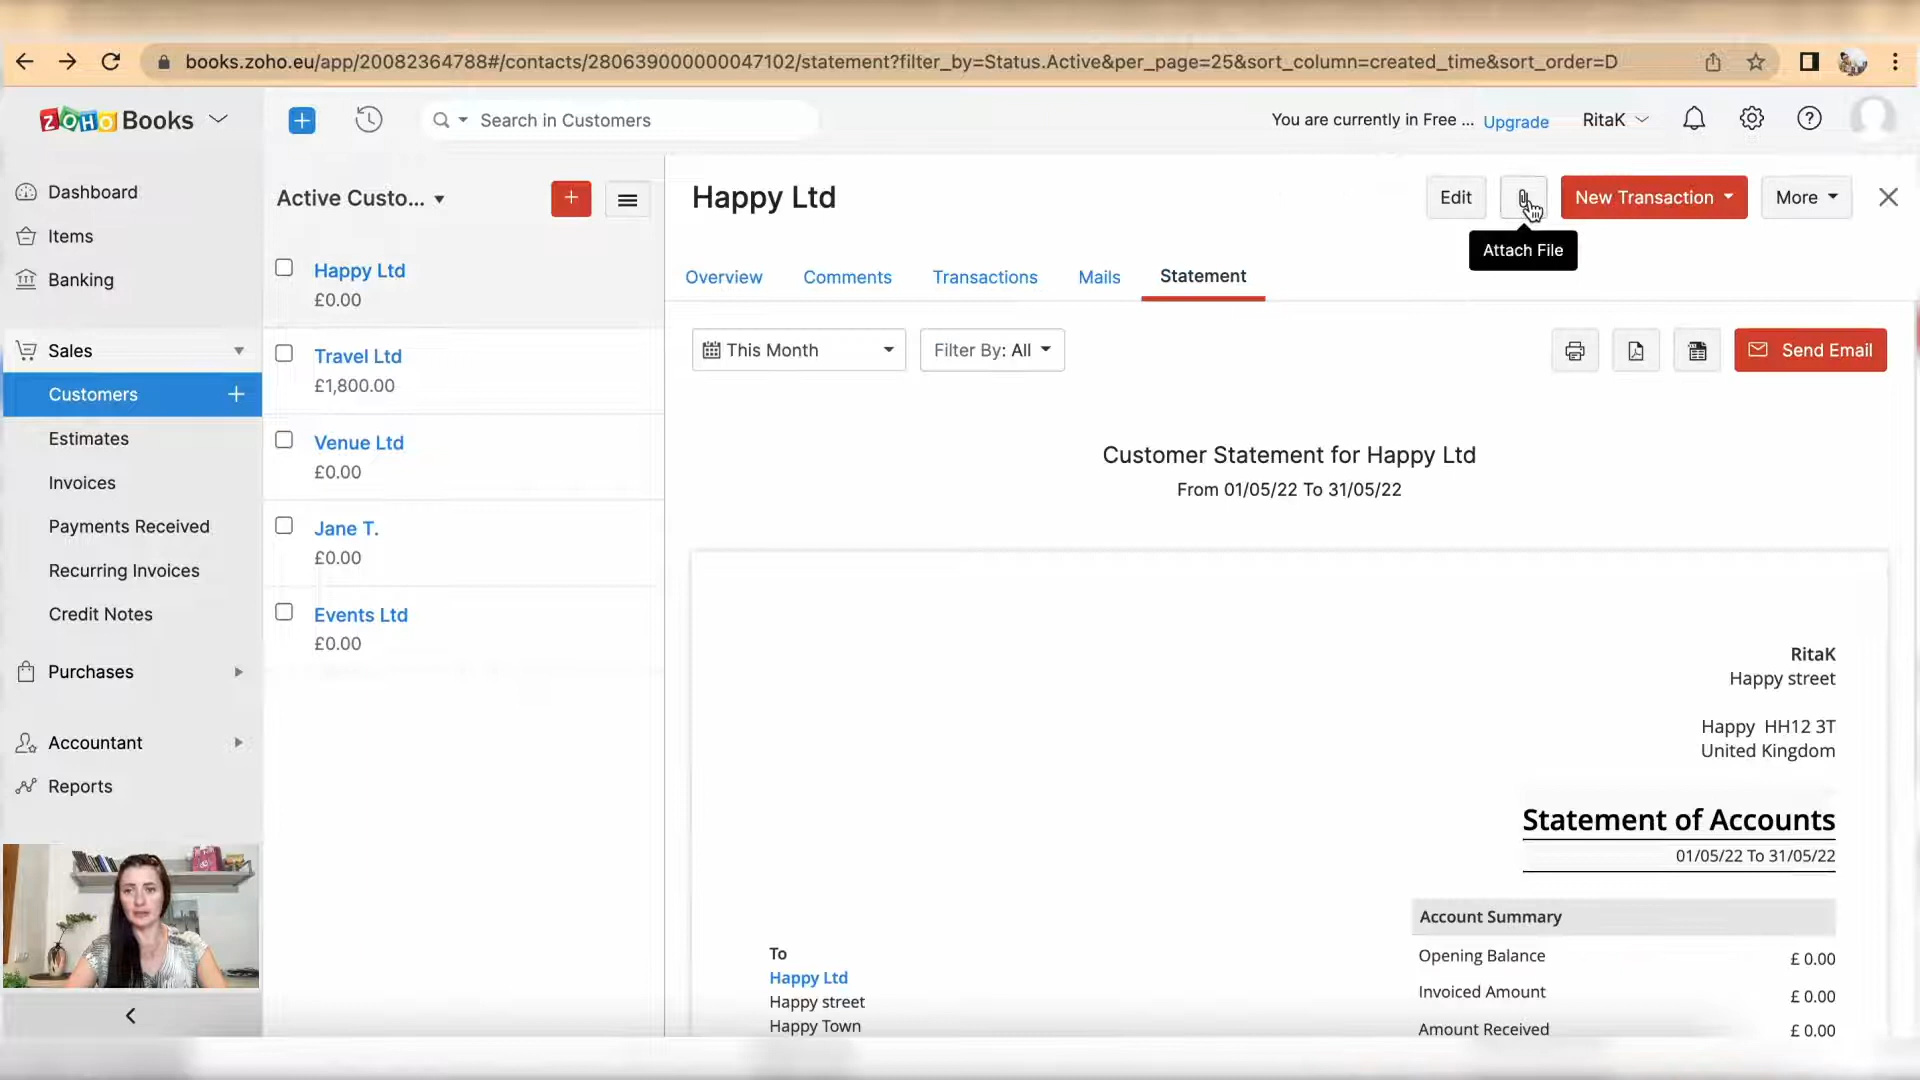 books.zoho.eu/app/20082364788#/contacts/280639000000047102/statement?filter_by=Status.Active&per_page=25&sort_column=created_time&sort_order=D
ZOHO Books
Search in Customers
You are currently in Free ... Upgrade
RitaK
Dashboard
Items
Banking
Sales
Customers
Estimates
Invoices
Payments Received
Recurring Invoices
Credit Notes
Purchases
Accountant
Reports
Active Custo...
Happy Ltd
£0.00
Travel Ltd
£1,800.00
Venue Ltd
£0.00
Jane T.
£0.00
Events Ltd
£0.00
Happy Ltd
Edit
New Transaction
More
Attach File
Overview
Comments
Transactions
Mails
Statement
This Month
Filter By: All
Send Email
Customer Statement for Happy Ltd
From 01/05/22 To 31/05/22
RitaK
Happy street
Happy HH12 3T
United Kingdom
Statement of Accounts
01/05/22 To 31/05/22
Account Summary
Opening Balance £ 0.00
Invoiced Amount £ 0.00
Amount Received £ 0.00
To
Happy Ltd
Happy street
Happy Town